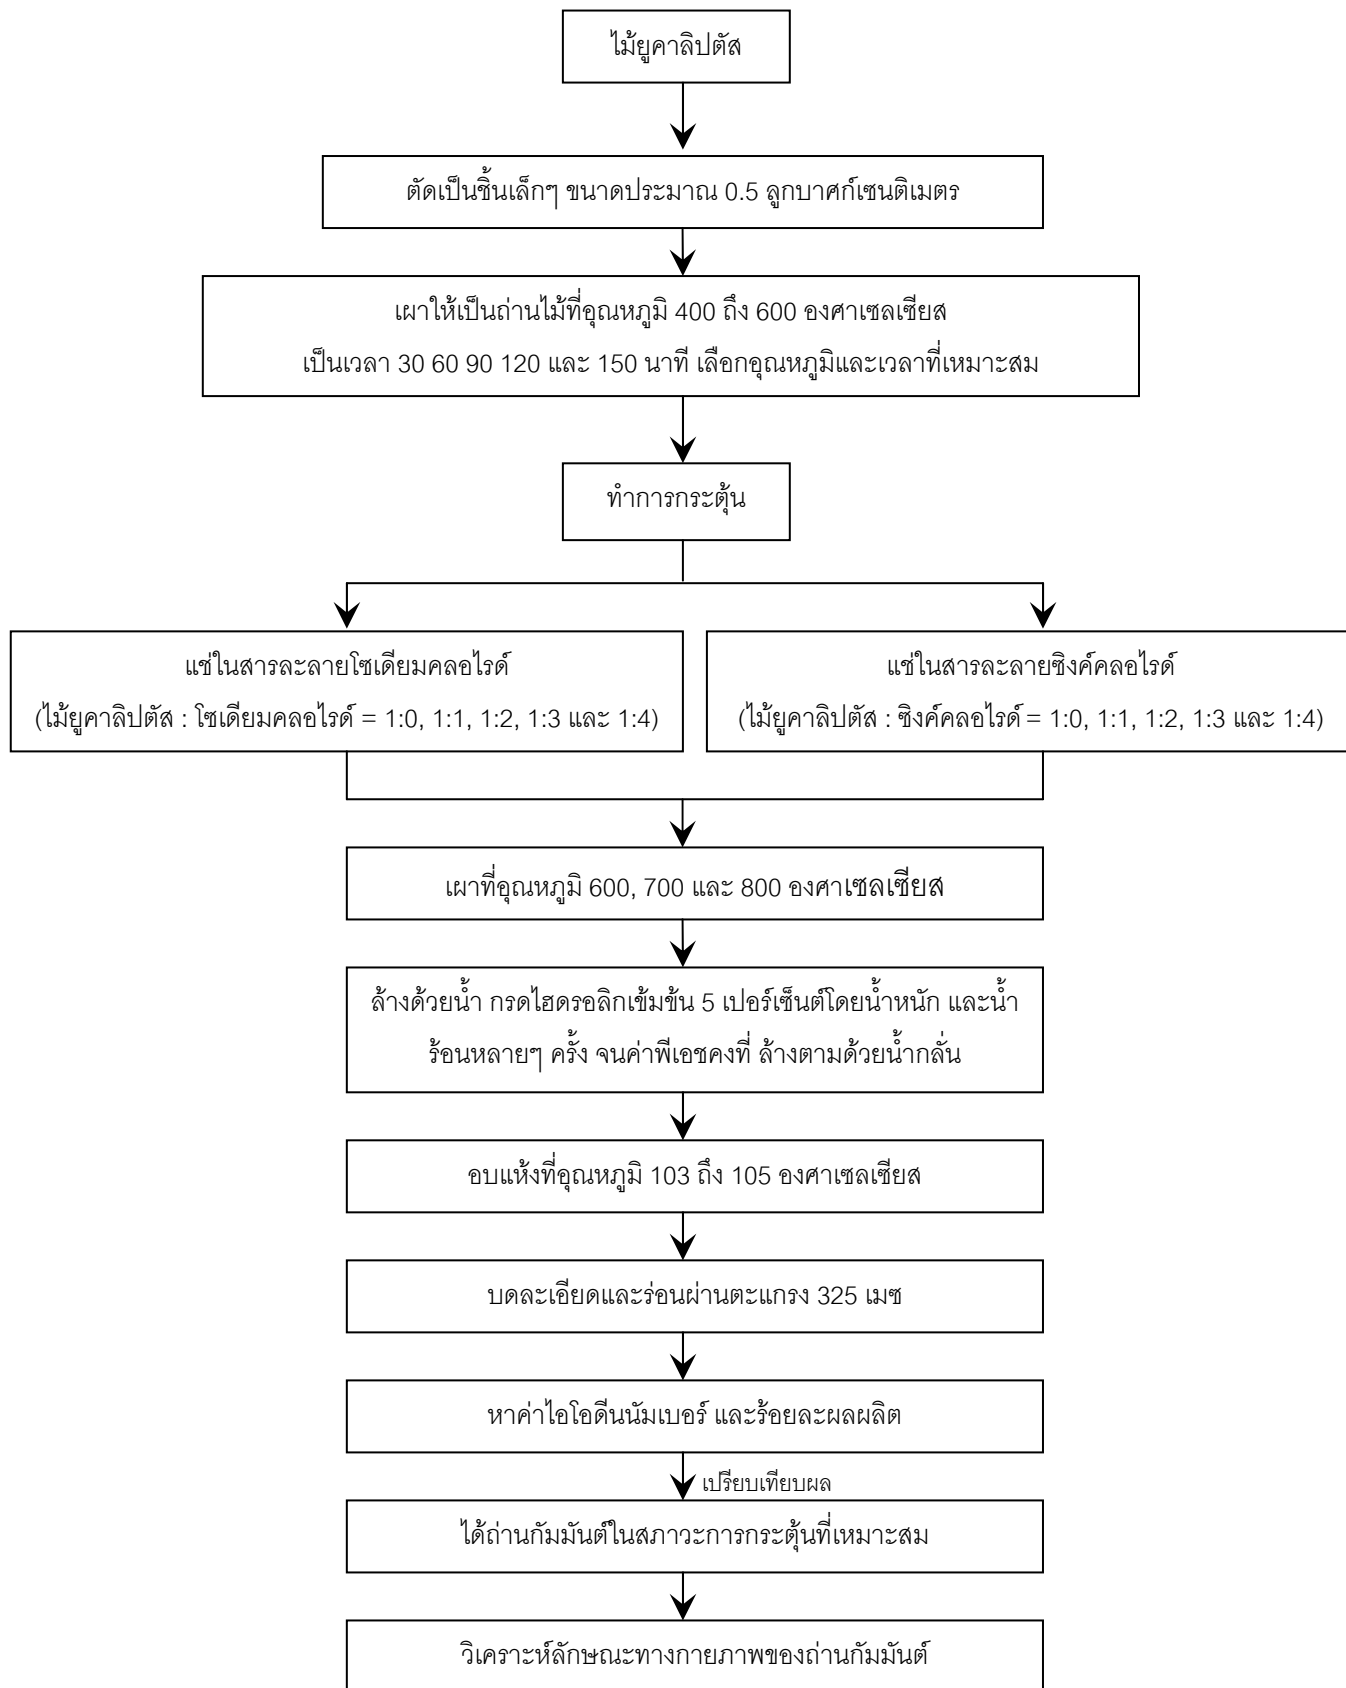 ไม้ยูคาลิปตัส
ตัดเป็นชิ้นเล็กๆ ขนาดประมาณ 0.5 ลูกบาศก์เซนติเมตร
เผาให้เป็นถ่านไม้ที่อุณหภูมิ 400 ถึง 600 องศาเซลเซียส
เป็นเวลา 30 60 90 120 และ 150 นาที เลือกอุณหภูมิและเวลาที่เหมาะสม
ทำการกระตุ้น
แช่ในสารละลายโซเดียมคลอไรด์
(ไม้ยูคาลิปตัส : โซเดียมคลอไรด์ = 1:0, 1:1, 1:2, 1:3 และ 1:4)
แช่ในสารละลายซิงค์คลอไรด์
(ไม้ยูคาลิปตัส : ซิงค์คลอไรด์ = 1:0, 1:1, 1:2, 1:3 และ 1:4)
เผาที่อุณหภูมิ 600, 700 และ 800 องศาเซลเซียส
ล้างด้วยน้ำ กรดไฮดรอลิกเข้มข้น 5 เปอร์เซ็นต์โดยน้ำหนัก และน้ำ
ร้อนหลายๆ ครั้ง จนค่าพีเอชคงที่ ล้างตามด้วยน้ำกลั่น
อบแห้งที่อุณหภูมิ 103 ถึง 105 องศาเซลเซียส
บดละเอียดและร่อนผ่านตะแกรง 325 เมซ
หาค่าไอโอดีนนัมเบอร์ และร้อยละผลผลิต
เปรียบเทียบผล
ได้ถ่านกัมมันต์ในสภาวะการกระตุ้นที่เหมาะสม
วิเคราะห์ลักษณะทางกายภาพของถ่านกัมมันต์